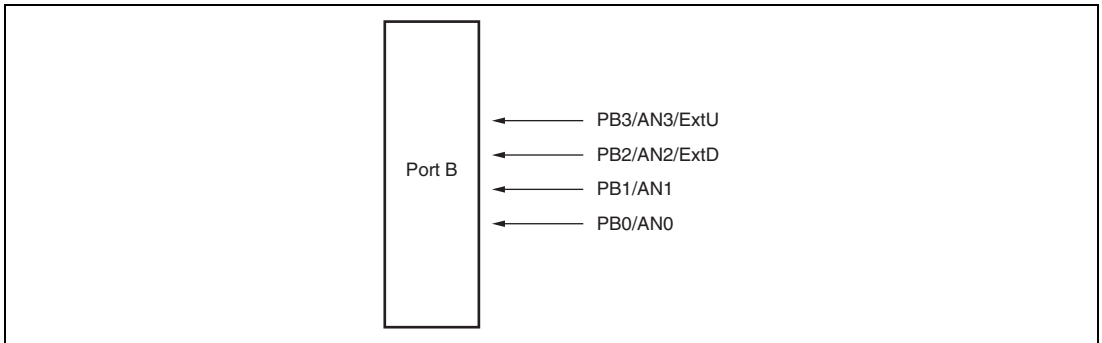 PB3/AN3/ExtU
PB2/AN2/ExtD
Port B
PB1/AN1
PB0/AN0